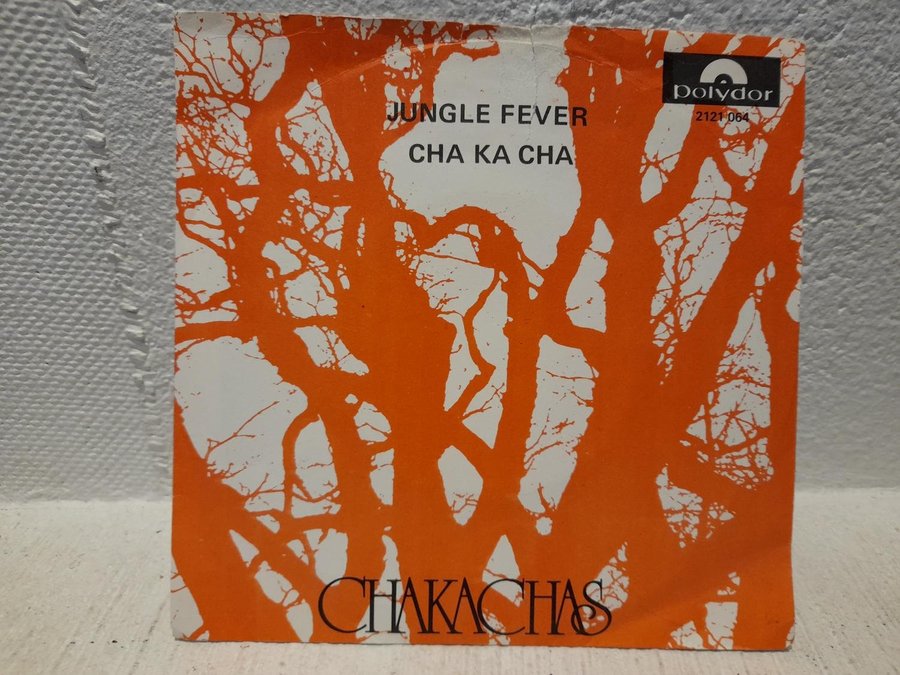 polydor
2121 064
JUNGLE FEVER
CHA KA CHA
CHAKACHAS